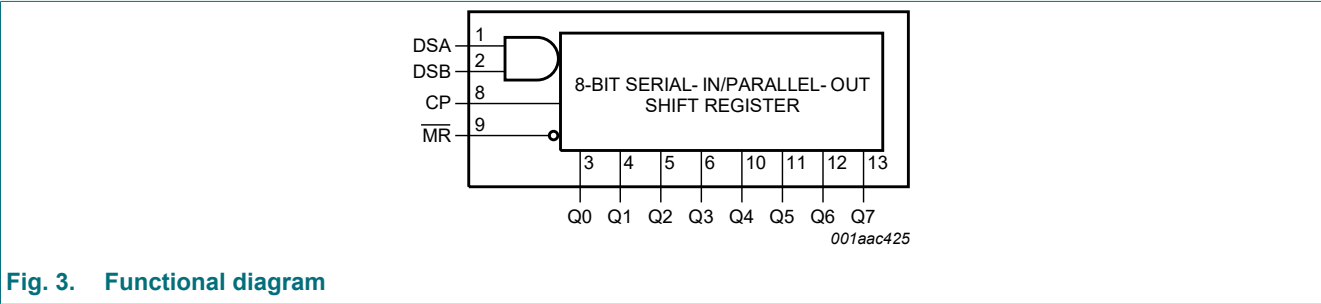 DSA 1
DSB 2
CP 8
M̅R̅ 9
8-BIT SERIAL- IN/PARALLEL- OUT
SHIFT REGISTER
3 4 5 6 10 11 12 13
Q0 Q1 Q2 Q3 Q4 Q5 Q6 Q7
001aac425
Fig. 3. Functional diagram